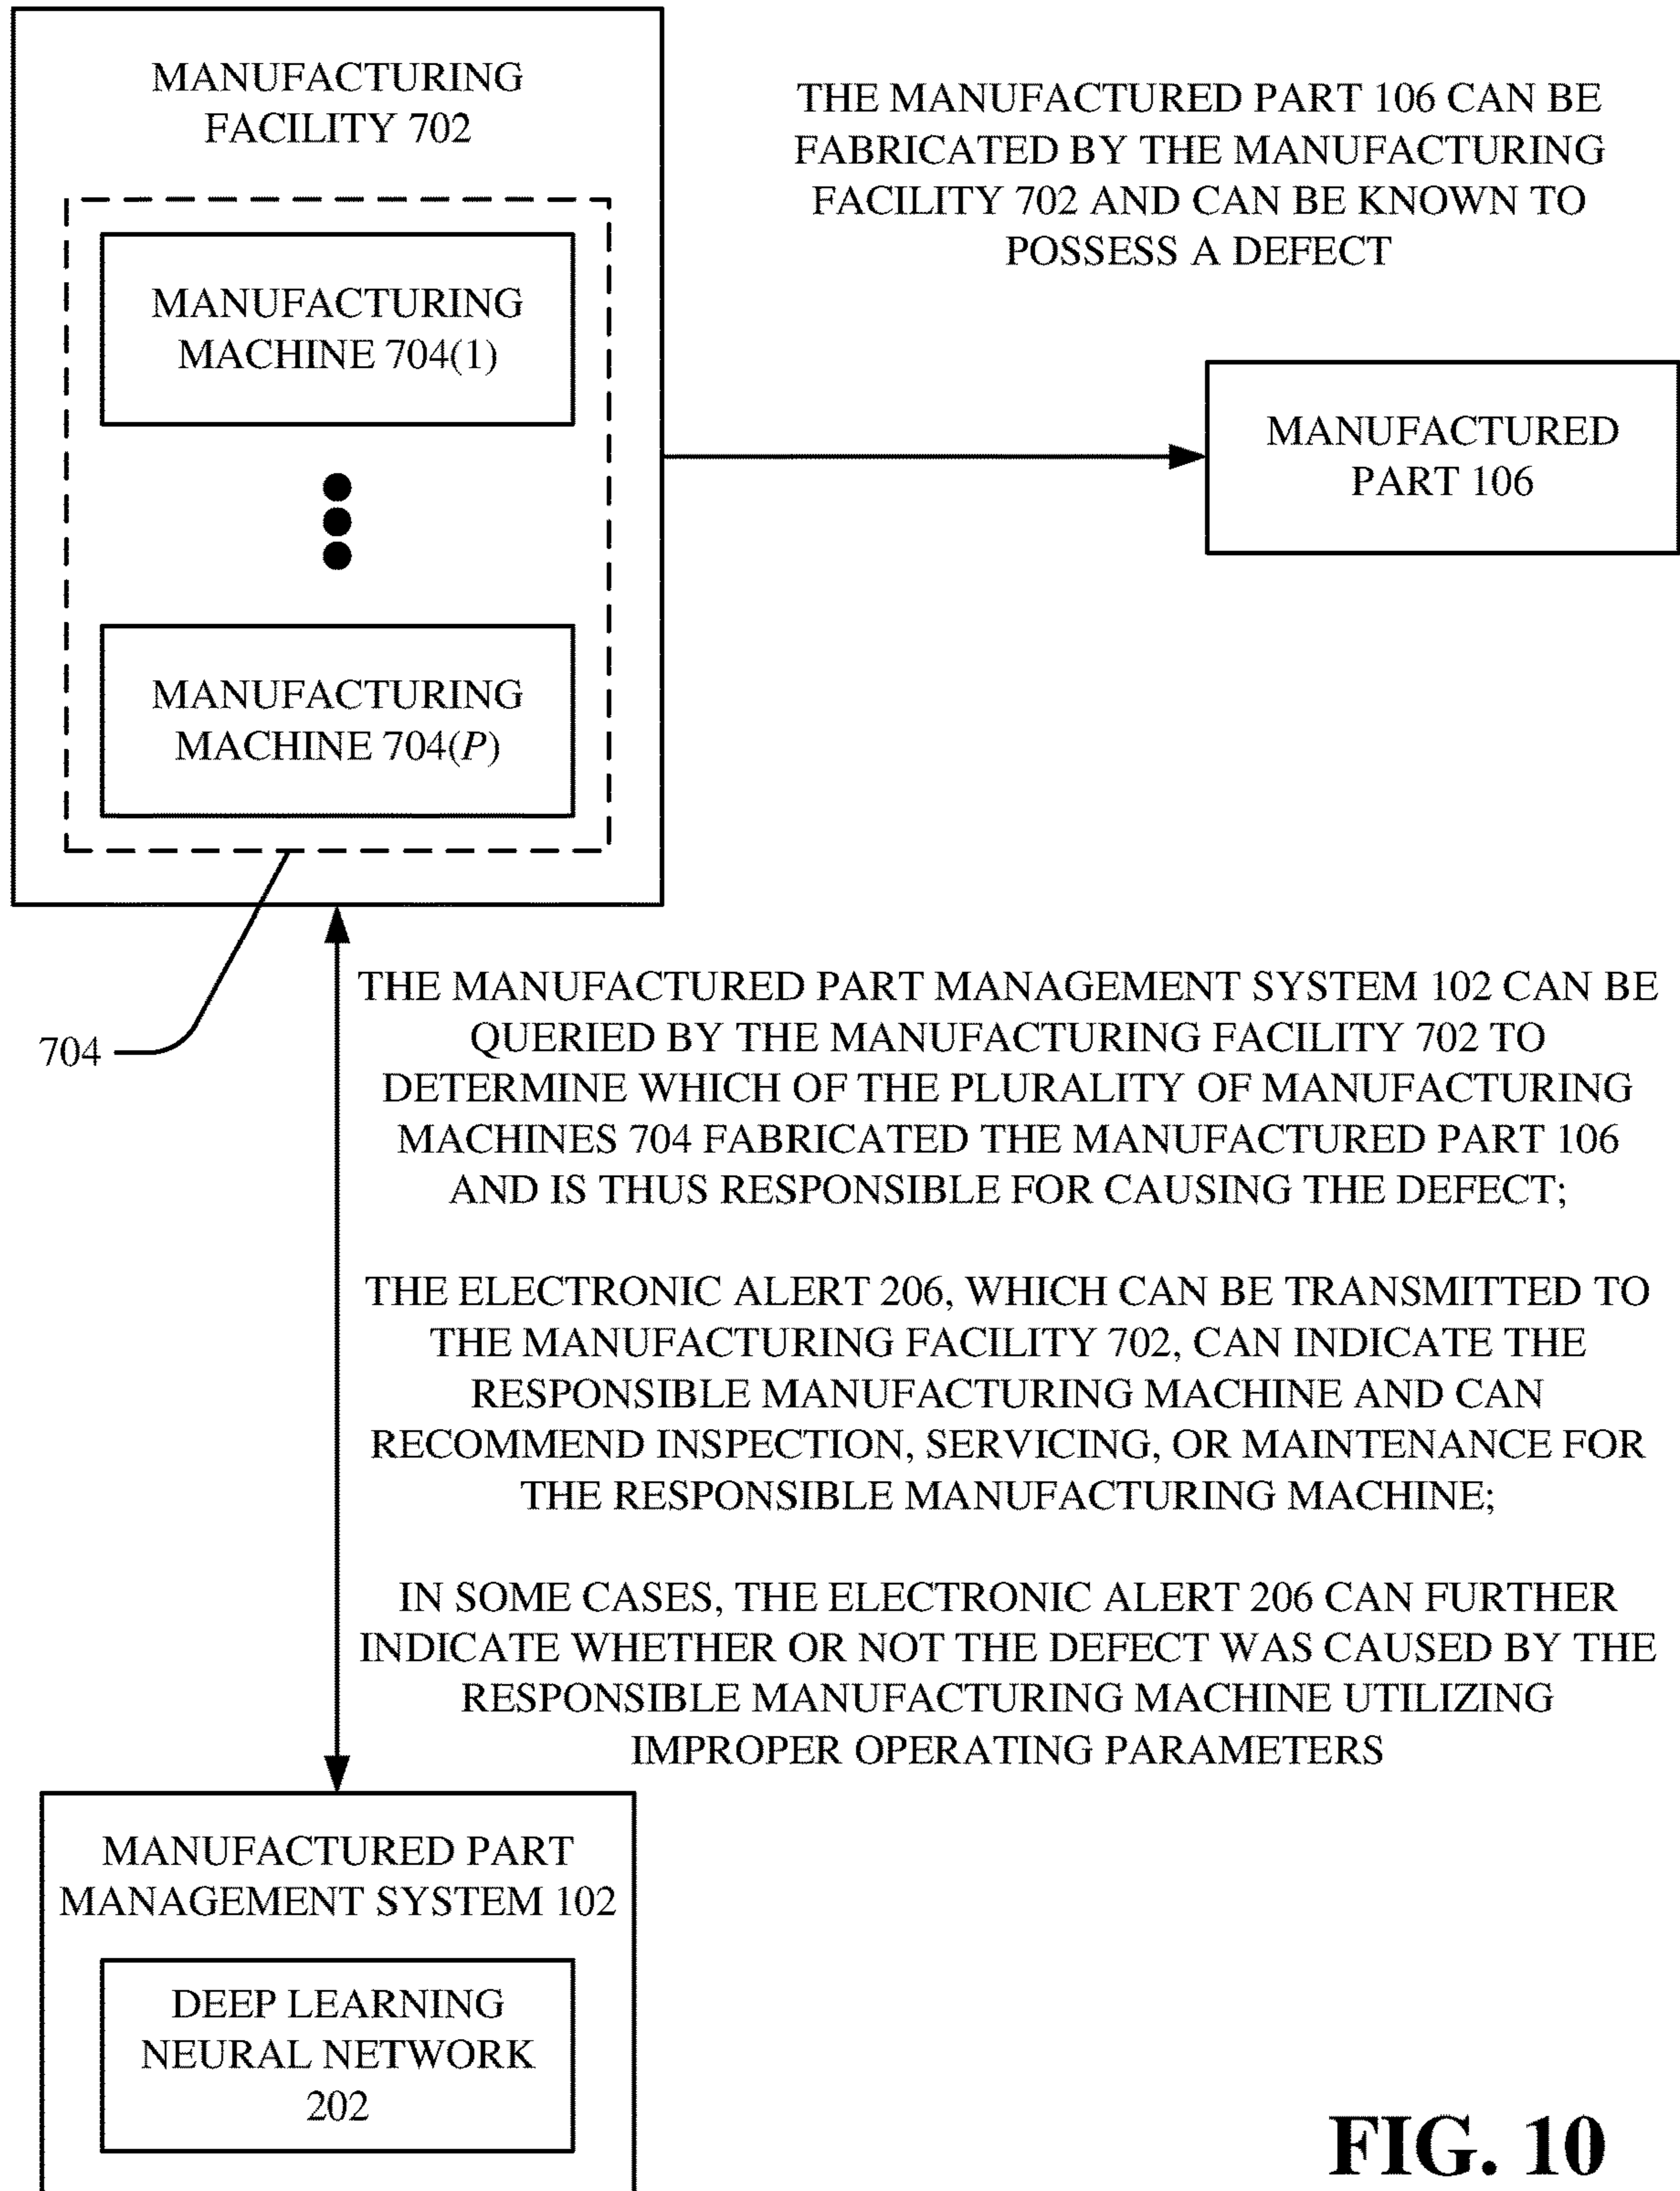 MANUFACTURING
FACILITY 702
THE MANUFACTURED PART 106 CAN BE
FABRICATED BY THE MANUFACTURING
FACILITY 702 AND CAN BE KNOWN TO
POSSESS A DEFECT
MANUFACTURING
MACHINE 704(1)
MANUFACTURED
PART 106
MANUFACTURING
MACHINE 704(P)
704
THE MANUFACTURED PART MANAGEMENT SYSTEM 102 CAN BE
QUERIED BY THE MANUFACTURING FACILITY 702 TO
DETERMINE WHICH OF THE PLURALITY OF MANUFACTURING
MACHINES 704 FABRICATED THE MANUFACTURED PART 106
AND IS THUS RESPONSIBLE FOR CAUSING THE DEFECT;
THE ELECTRONIC ALERT 206, WHICH CAN BE TRANSMITTED TO
THE MANUFACTURING FACILITY 702, CAN INDICATE THE
RESPONSIBLE MANUFACTURING MACHINE AND CAN
RECOMMEND INSPECTION, SERVICING, OR MAINTENANCE FOR
THE RESPONSIBLE MANUFACTURING MACHINE;
IN SOME CASES, THE ELECTRONIC ALERT 206 CAN FURTHER
INDICATE WHETHER OR NOT THE DEFECT WAS CAUSED BY THE
RESPONSIBLE MANUFACTURING MACHINE UTILIZING
IMPROPER OPERATING PARAMETERS
MANUFACTURED PART
MANAGEMENT SYSTEM 102
DEEP LEARNING
NEURAL NETWORK
202
FIG. 10